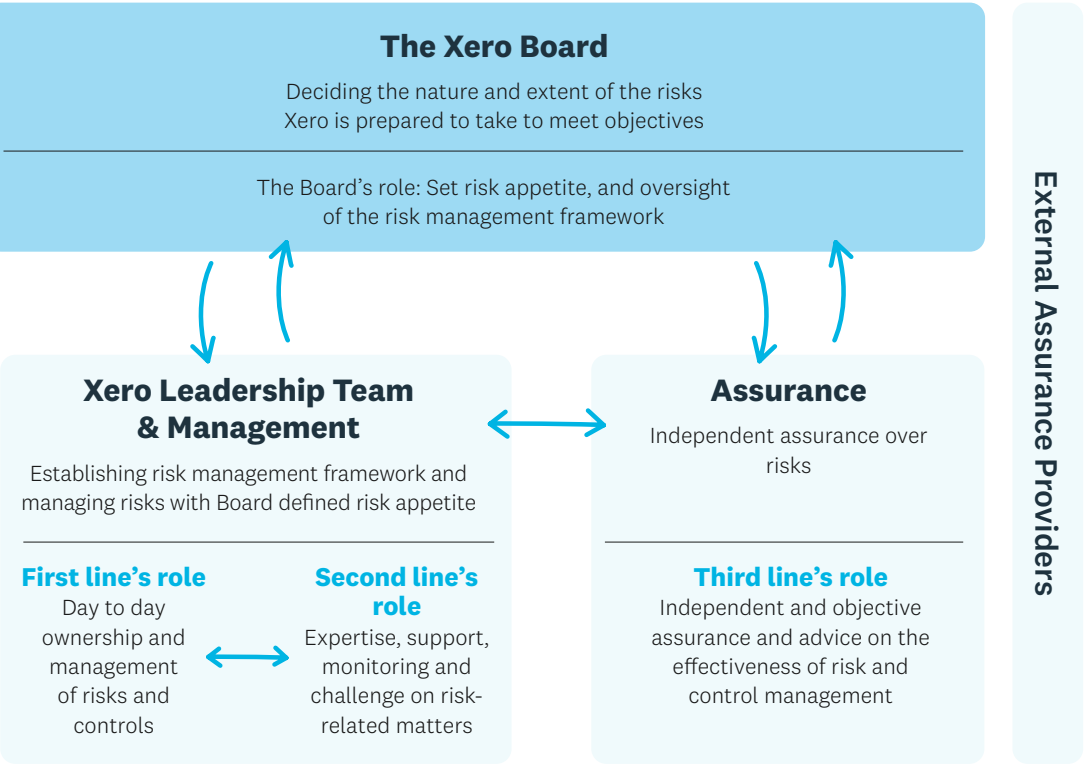 The Xero Board
Deciding the nature and extent of the risks
Xero is prepared to take to meet objectives
The Board’s role: Set risk appetite, and oversight
of the risk management framework
Xero Leadership Team
& Management
Establishing risk management framework and
managing risks with Board defined risk appetite
First line’s role
Day to day
ownership and
management
of risks and
controls
Second line’s
role
Expertise, support,
monitoring and
challenge on risk-
related matters
Assurance
Independent assurance over
risks
Third line’s role
Independent and objective
assurance and advice on the
effectiveness of risk and
control management
External Assurance Providers